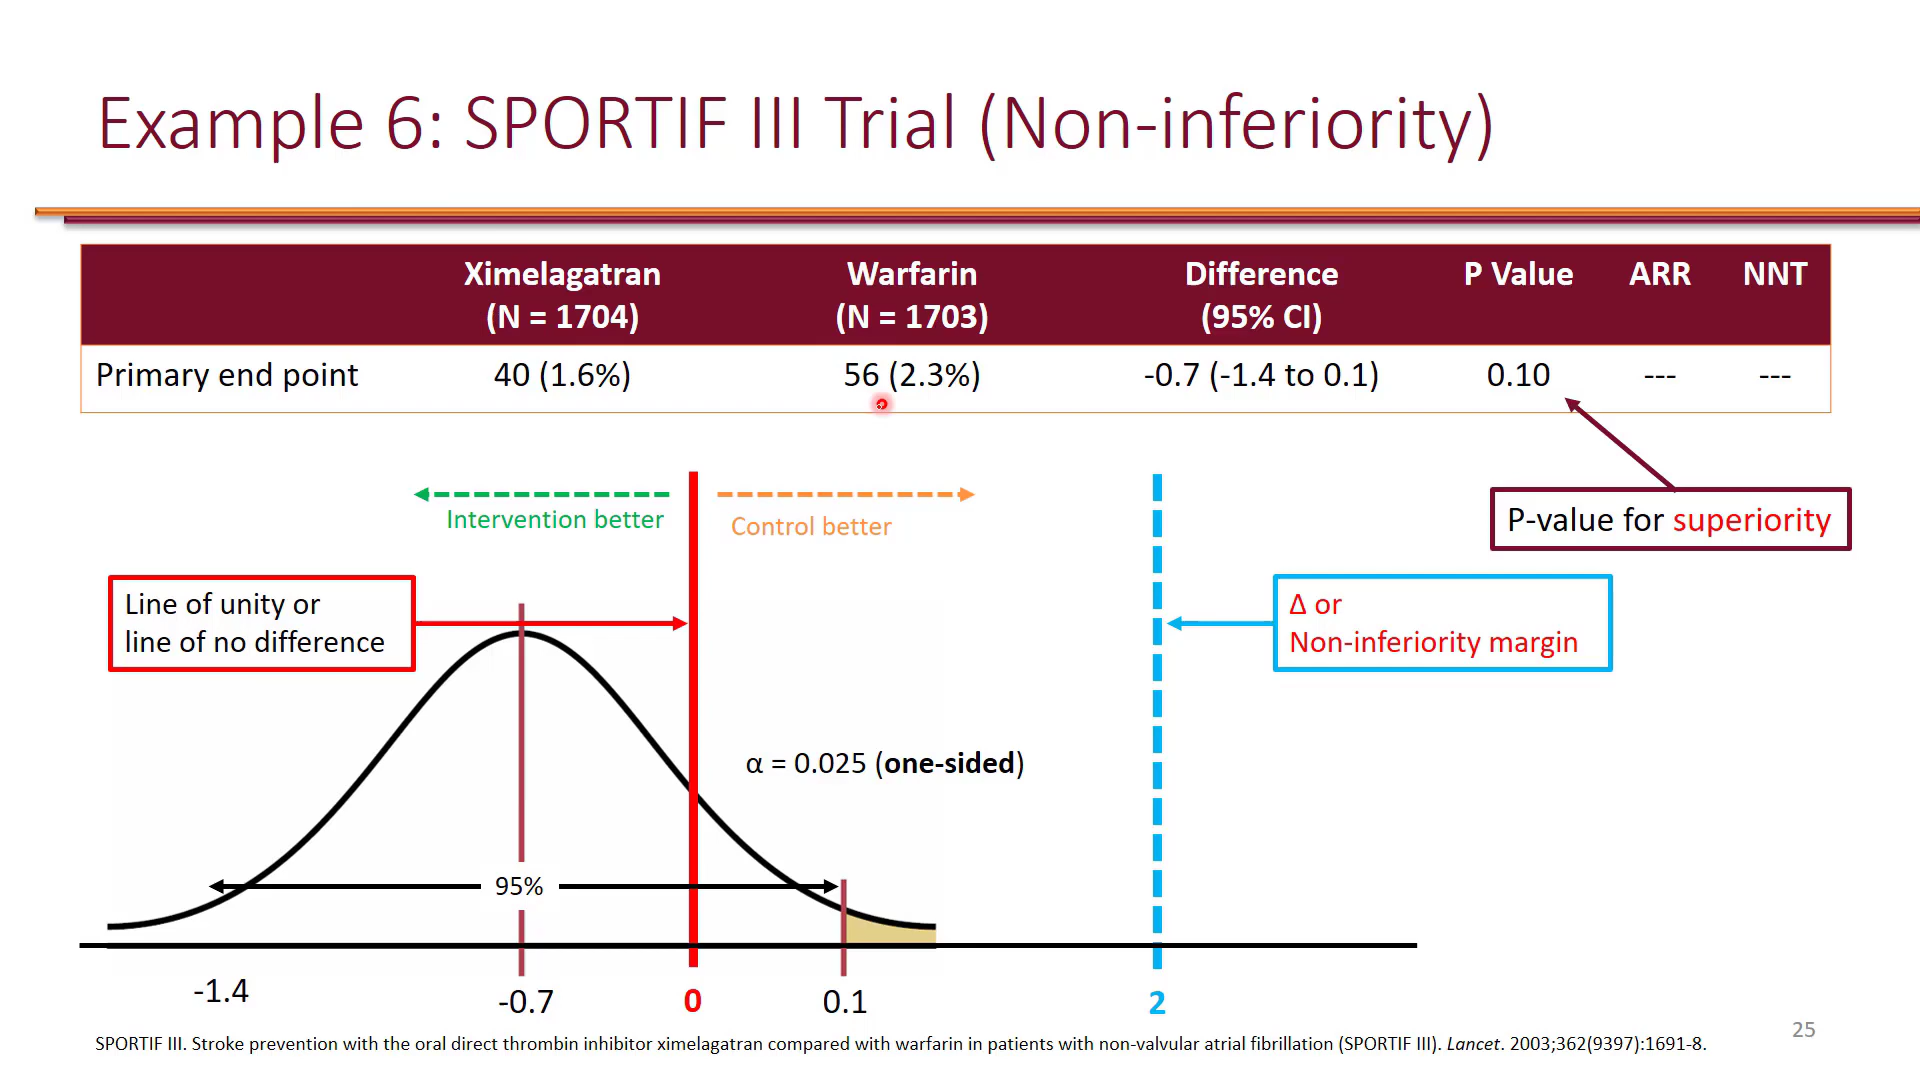 Example 6: SPORTIF III Trial (Non-inferiority)
Ximelagatran Warfarin Difference P Value ARR NNT
(N = 1704) (N = 1703) (95% CI)
Primary end point 40 (1.6%) 56 (2.3%) -0.7 (-1.4 to 0.1) 0.10 --- ---
Intervention better
Control better
P-value for superiority
Line of unity or
line of no difference
Δ or
Non-inferiority margin
α = 0.025 (one-sided)
95%
-1.4 -0.7 0 0.1 2
25
SPORTIF III. Stroke prevention with the oral direct thrombin inhibitor ximelagatran compared with warfarin in patients with non-valvular atrial fibrillation (SPORTIF III). Lancet. 2003;362(9397):1691-8.